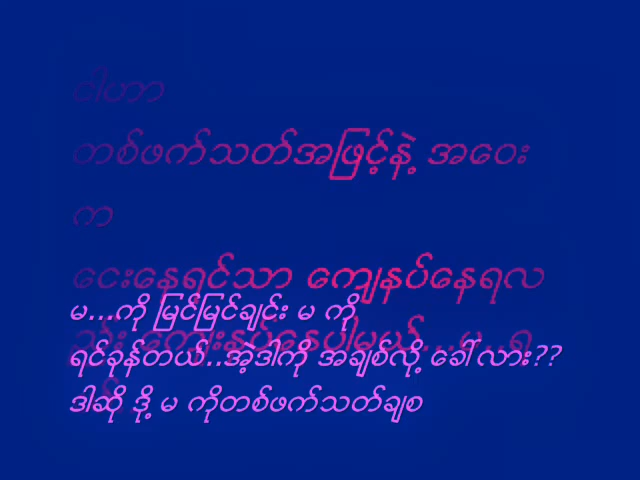 ငါဟာ
တစ်ဖက်သတ်အဖြင့်နဲ့ အဝေး
က
ငေးနေရင်သာ ကျေနပ်နေရလ
မ...ကို မြင်မြင်ချင်း မ ကို
ရင်ခုန်တယ်..အဲ့ဒါကို အချစ်လို့ ခေါ်လား??
ဒါဆို ဒို့ မ ကိုတစ်ဖက်သတ်ချစ